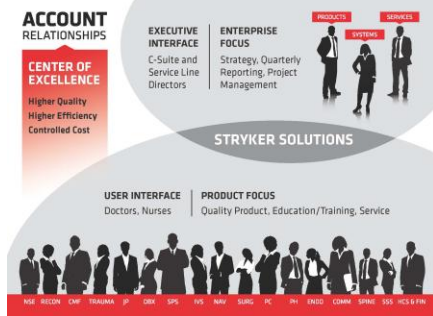 ACCOUNT
RELATIONSHIPS
CENTER OF
EXCELLENCE
Higher Quality
Higher Efficiency
Controlled Cost
EXECUTIVE
INTERFACE
C-Suite and
Service Line
Directors
ENTERPRISE
FOCUS
Strategy, Quarterly
Reporting, Project
Management
PRODUCTS
SYSTEMS
SERVICES
STRYKER SOLUTIONS
USER INTERFACE
Doctors, Nurses
PRODUCT FOCUS
Quality Product, Education/Training, Service
NSE RECON CMF TRAUMA JP OBX SPS IVS NAV SURG PC PH ENDO COMM SPINE SSS HCS & FIN